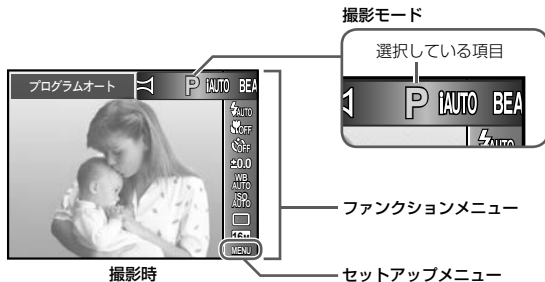 撮影モード
選択している項目
P iAUTO BEA
AUTO
プログラムオート
P iAUTO BEA
AUTO
OFF
OFF
±0.0
WB
AUTO
ISO
AUTO
16M
MENU
ファンクションメニュー
セットアップメニュー
撮影時